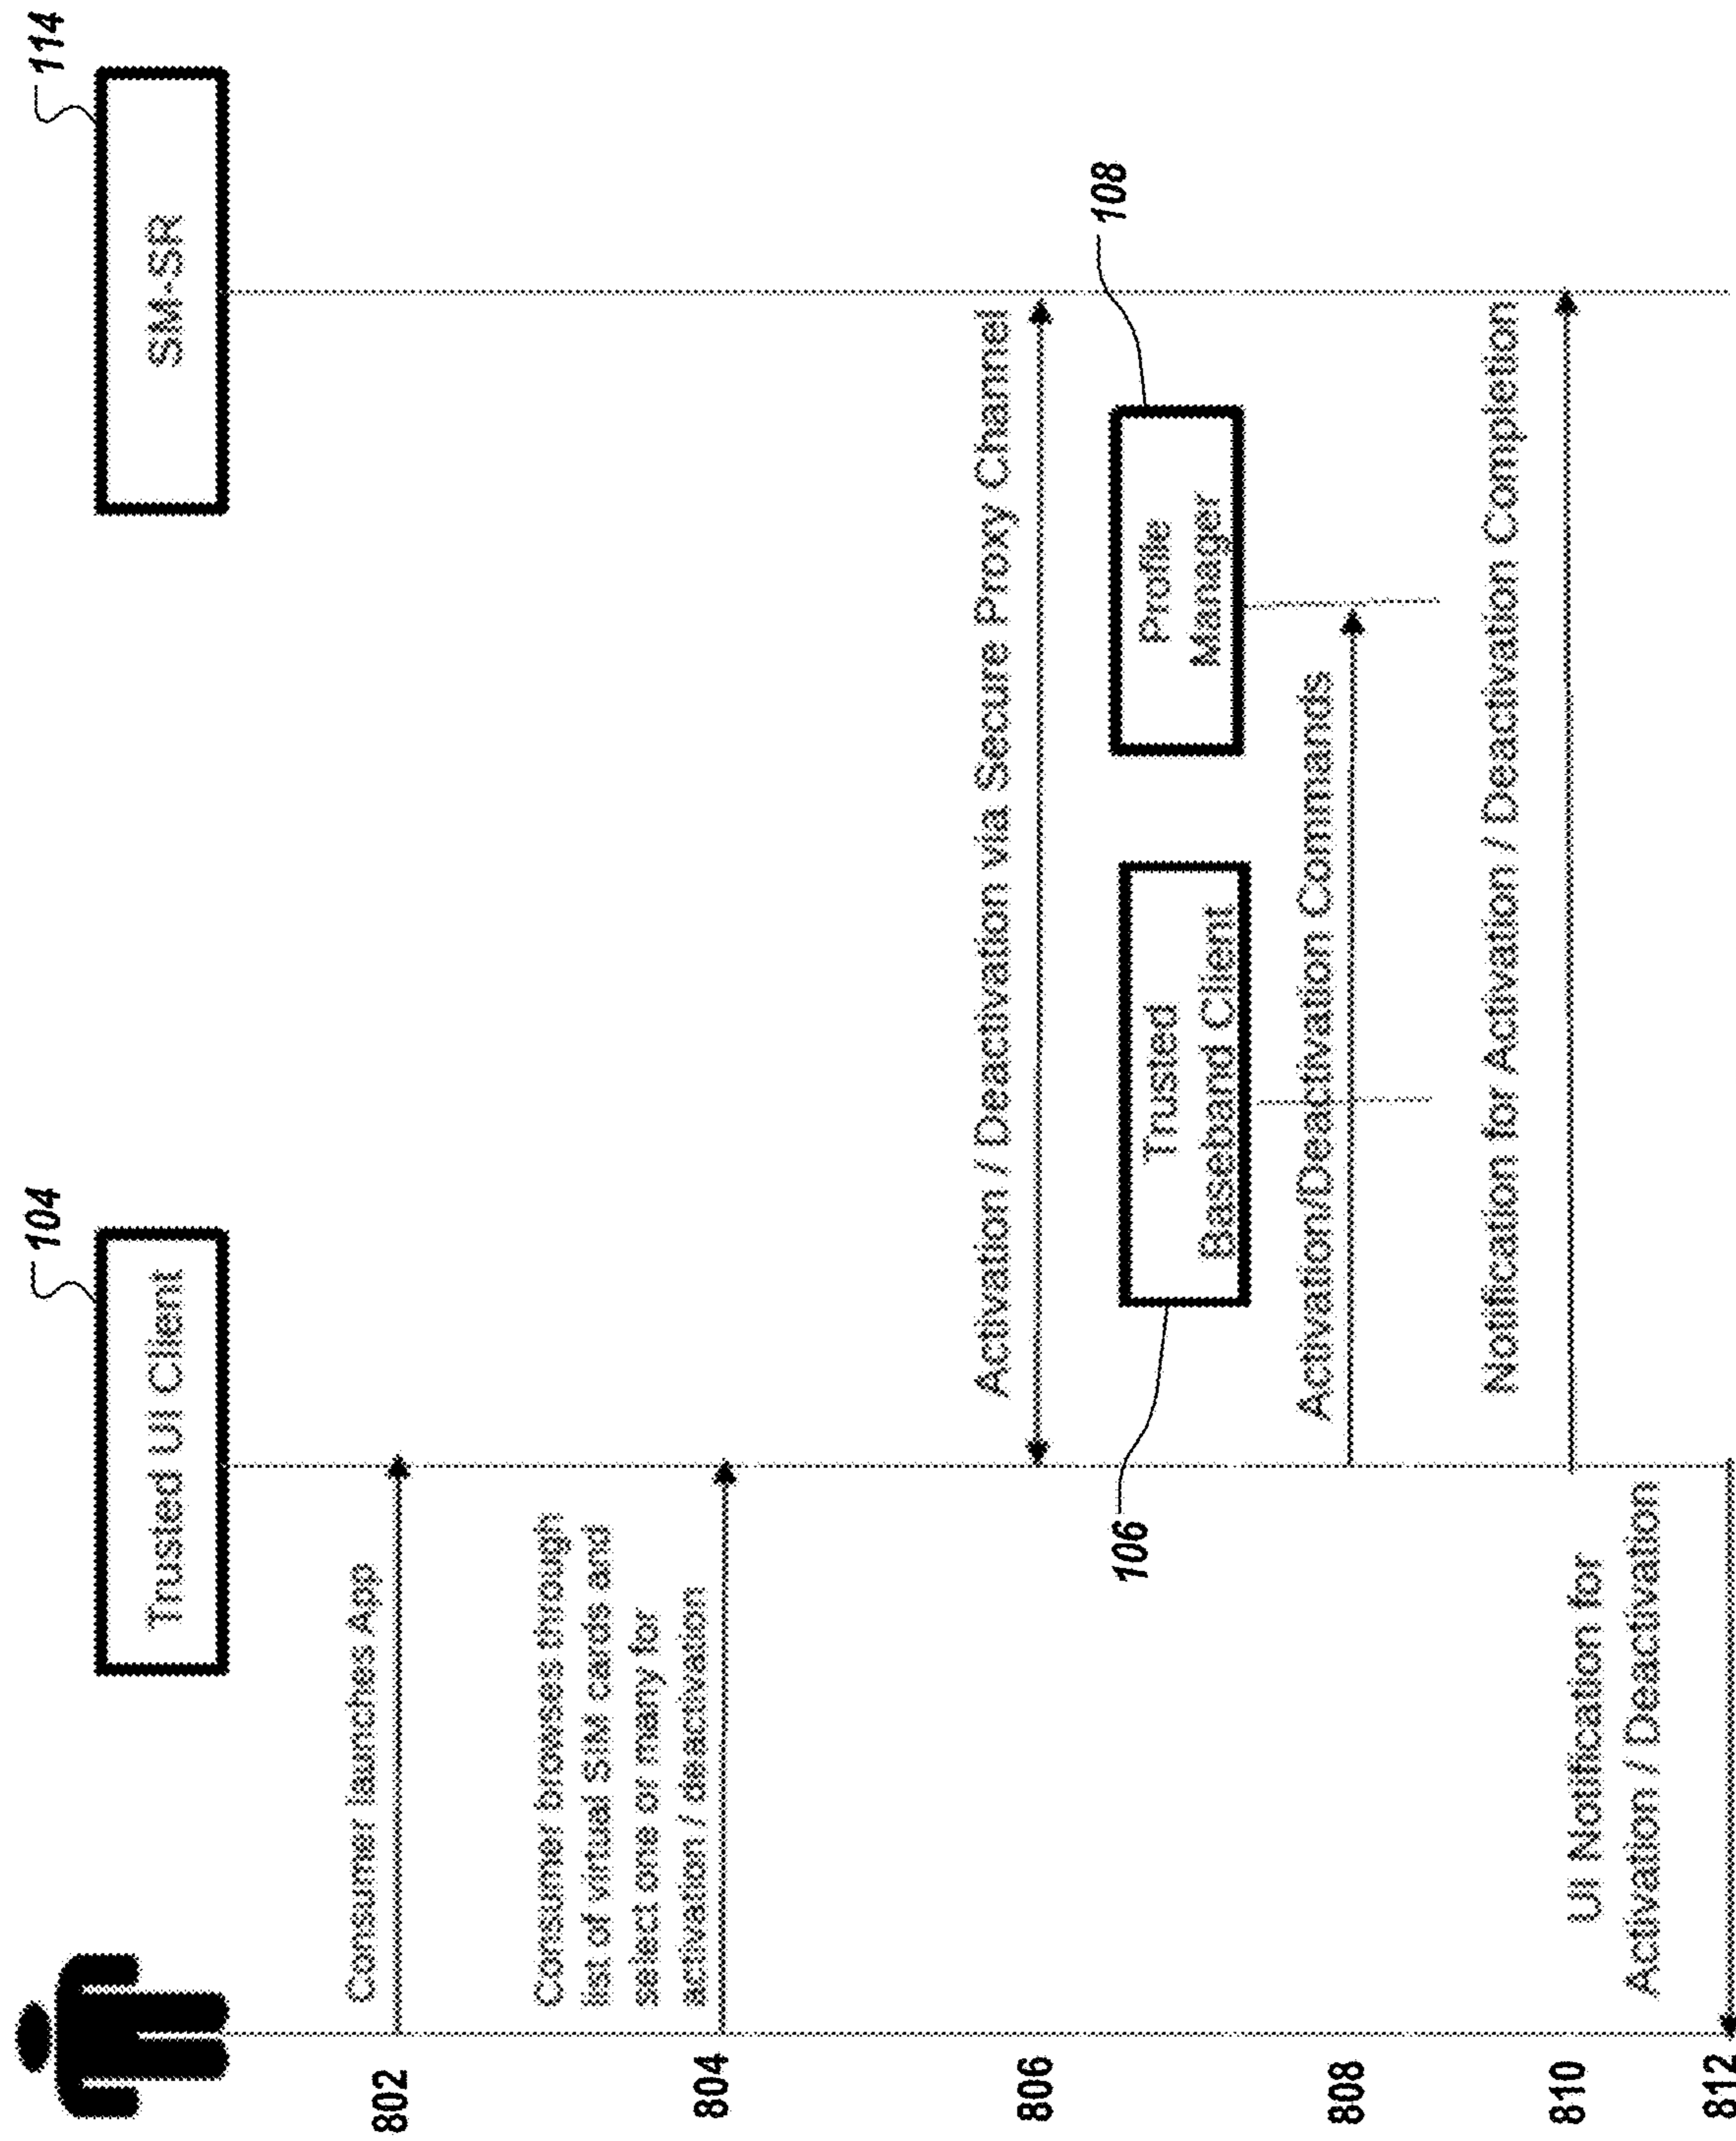 104
114
Trusted UI Client
SM-SR
802
Consumer launches App
804
Consumer browses through
list of virtual SIM cards and
select one or many for
activation / deactivation
806
Activation / Deactivation via Secure Proxy Channel
106
108
Trusted
Baseband Client
Profile
Manager
808
Activation/Deactivation Commands
810
Notification for Activation / Deactivation Completion
812
UI Notification for
Activation / Deactivation